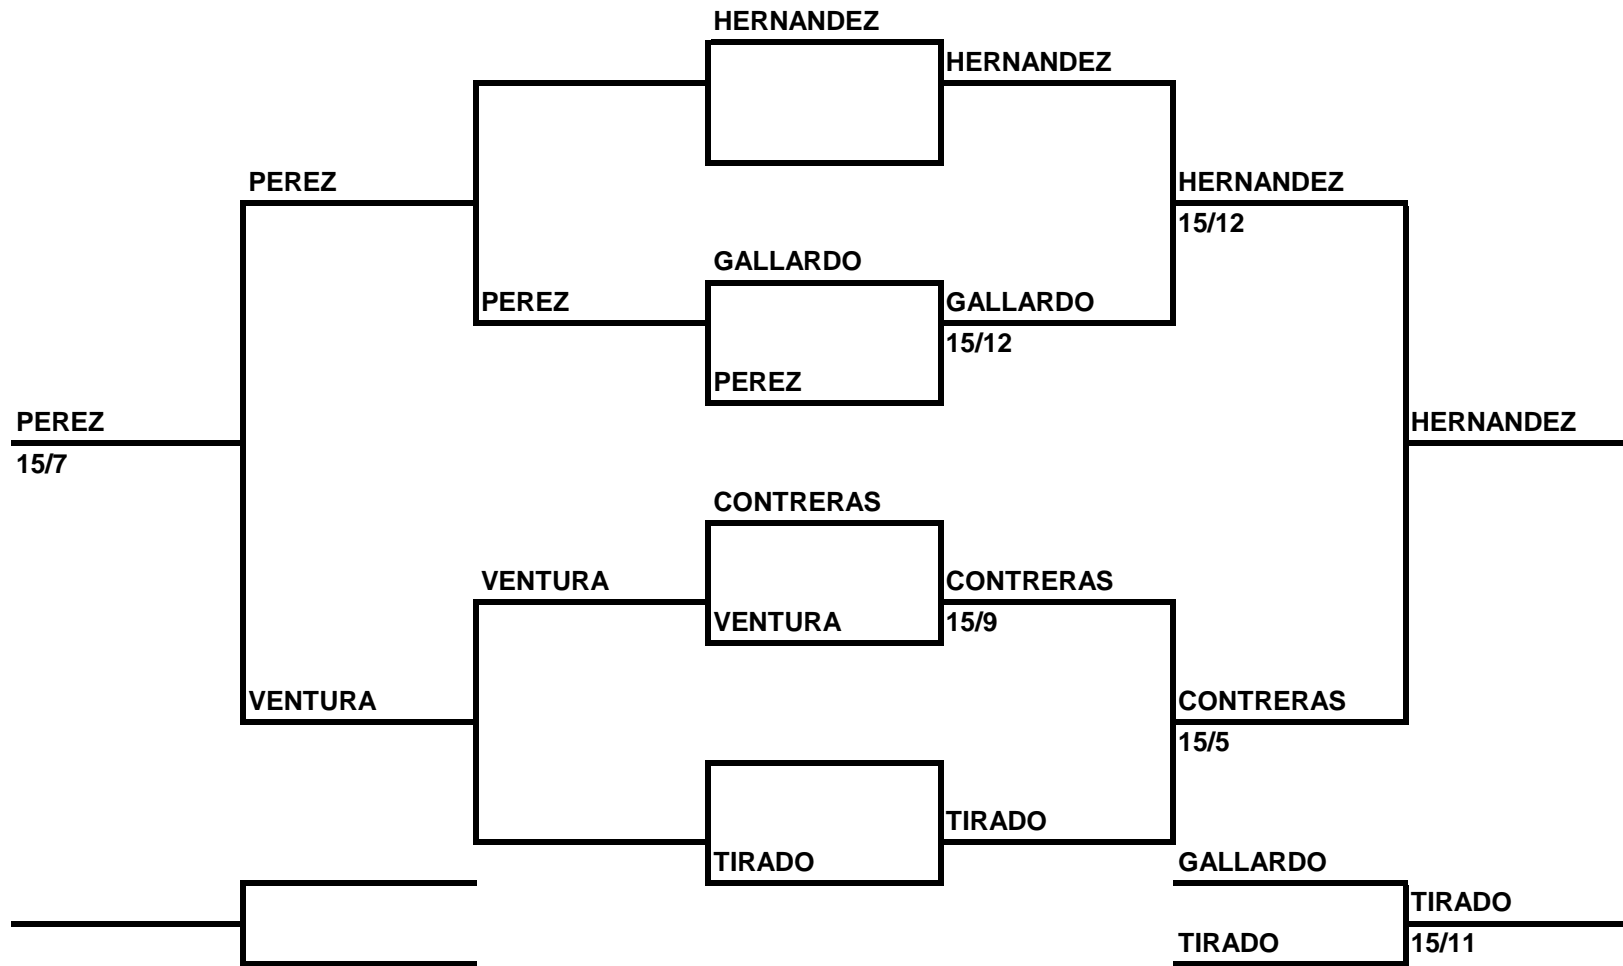 HERNANDEZ
HERNANDEZ
PEREZ
HERNANDEZ
15/12
GALLARDO
PEREZ
GALLARDO
15/12
PEREZ
PEREZ
HERNANDEZ
15/7
CONTRERAS
VENTURA
CONTRERAS
VENTURA
15/9
VENTURA
CONTRERAS
15/5
TIRADO
TIRADO
GALLARDO
TIRADO
TIRADO
15/11